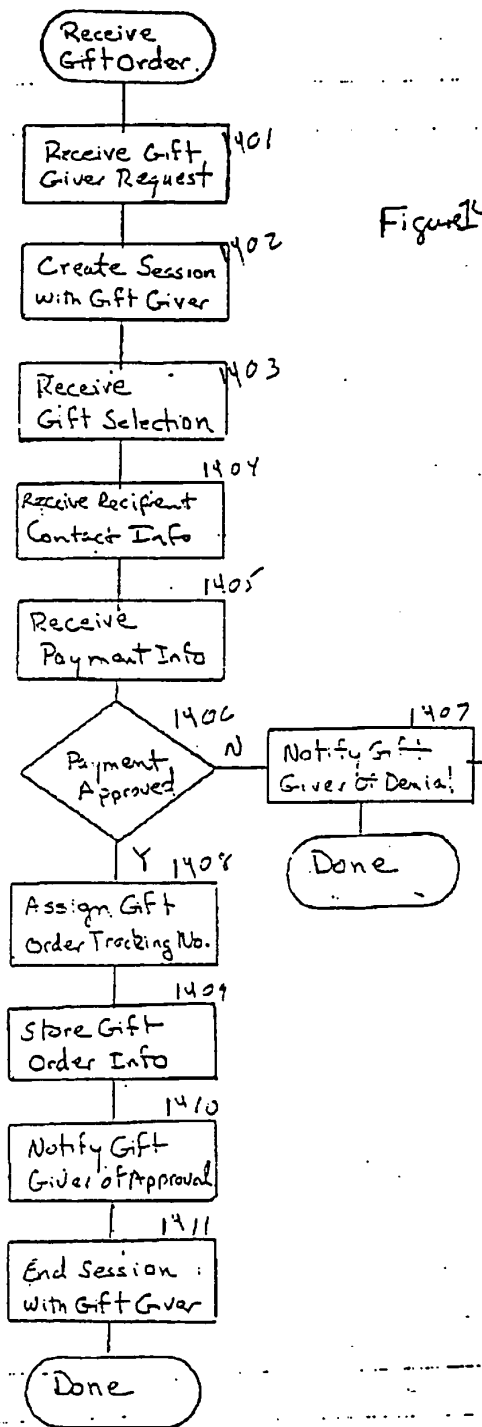 Receive
Gift Order.
Receive Gift
Giver Request
1401
Figure 14
Create Session
with Gift Giver
1402
Receive
Gift Selection
1403
1404
Receive Recipient
Contact Info
1405
Receive
Payment Info
1406
Payment
Approved
N
1407
Notify Gift
Giver of Denial
Done
Y
1408
Assign Gift
Order Tracking No.
1409
Store Gift
Order Info
1410
Notify Gift
Giver of Approval
1411
End Session
with Gift Giver
Done